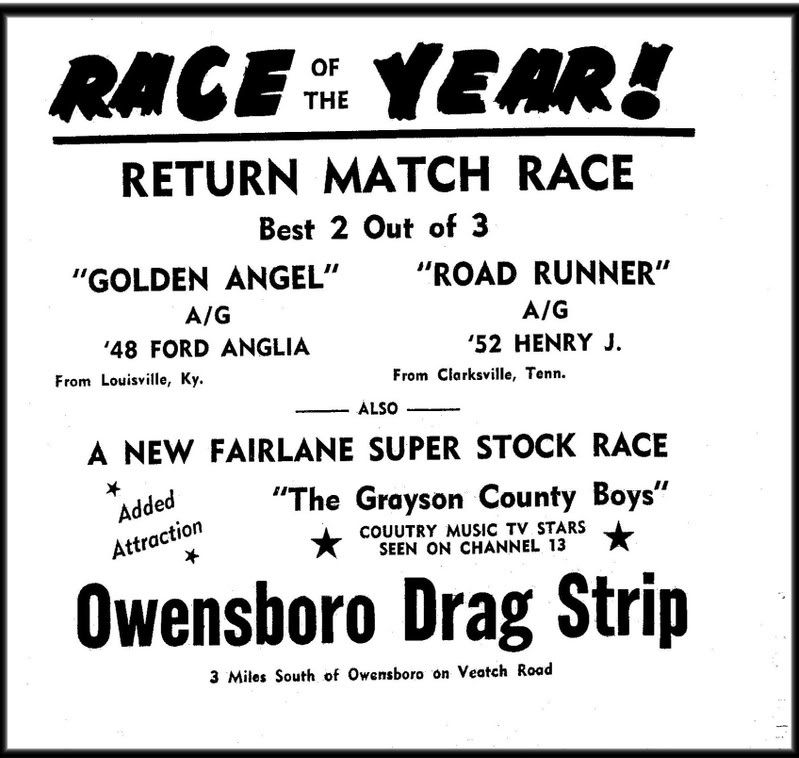 RACE OF THE YEAR!
RETURN MATCH RACE
Best 2 Out of 3
"GOLDEN ANGEL"
A/G
'48 FORD ANGLIA
From Louisville, Ky.
"ROAD RUNNER"
A/G
'52 HENRY J.
From Clarksville, Tenn.
ALSO
A NEW FAIRLANE SUPER STOCK RACE
Added
Attraction
"The Grayson County Boys"
COUUTRY MUSIC TV STARS
SEEN ON CHANNEL 13
Owensboro Drag Strip
3 Miles South of Owensboro on Veatch Road